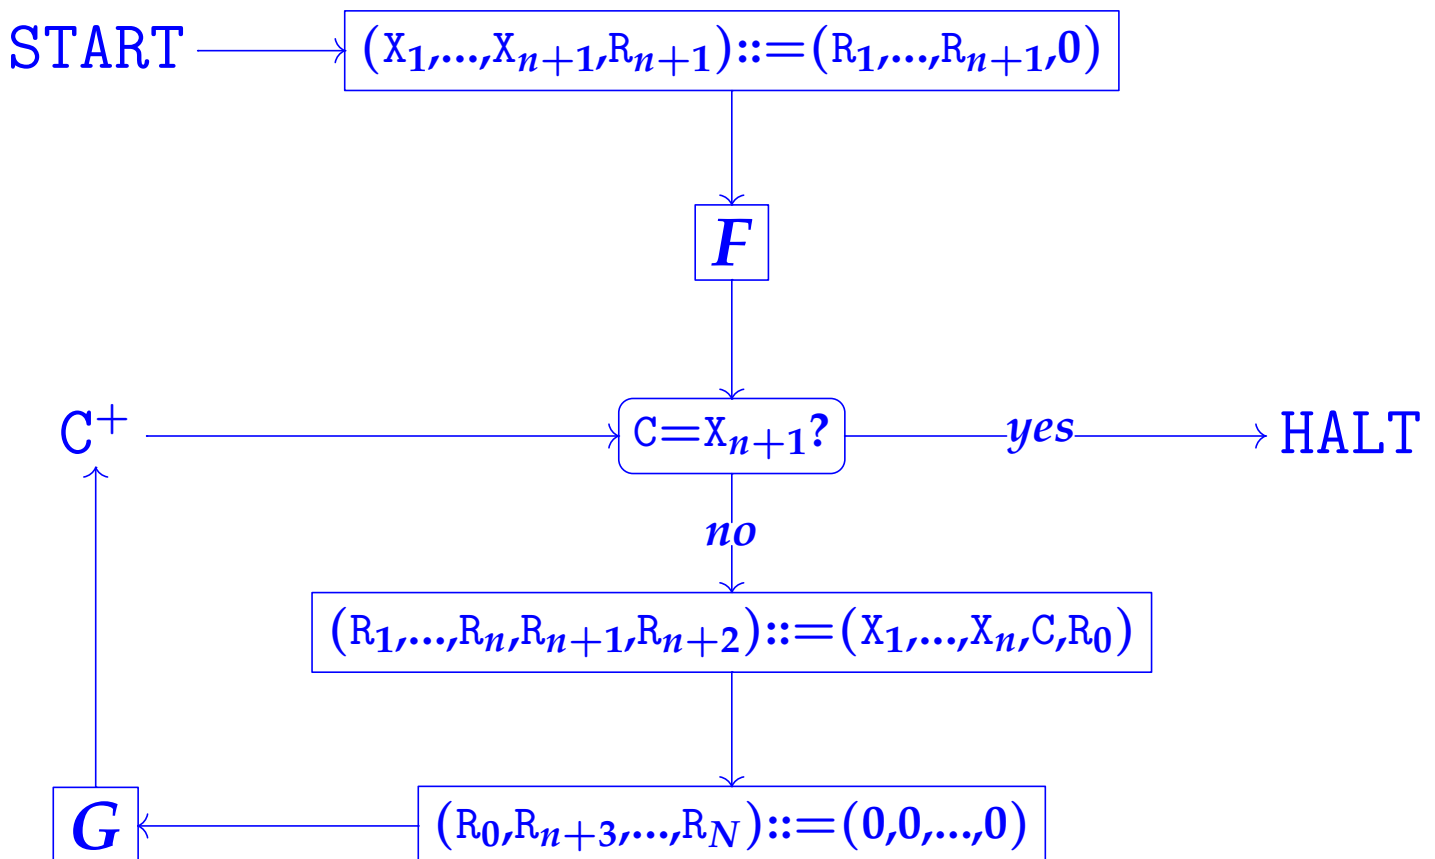 START (X₁,...,Xₙ₊₁,Rₙ₊₁)::=(R₁,...,Rₙ₊₁,0)
F
C⁺ C=Xₙ₊₁? yes HALT
no
(R₁,...,Rₙ,Rₙ₊₁,Rₙ₊₂)::=(X₁,...,Xₙ,C,R₀)
G (R₀,Rₙ₊₃,...,R_N)::=(0,0,...,0)